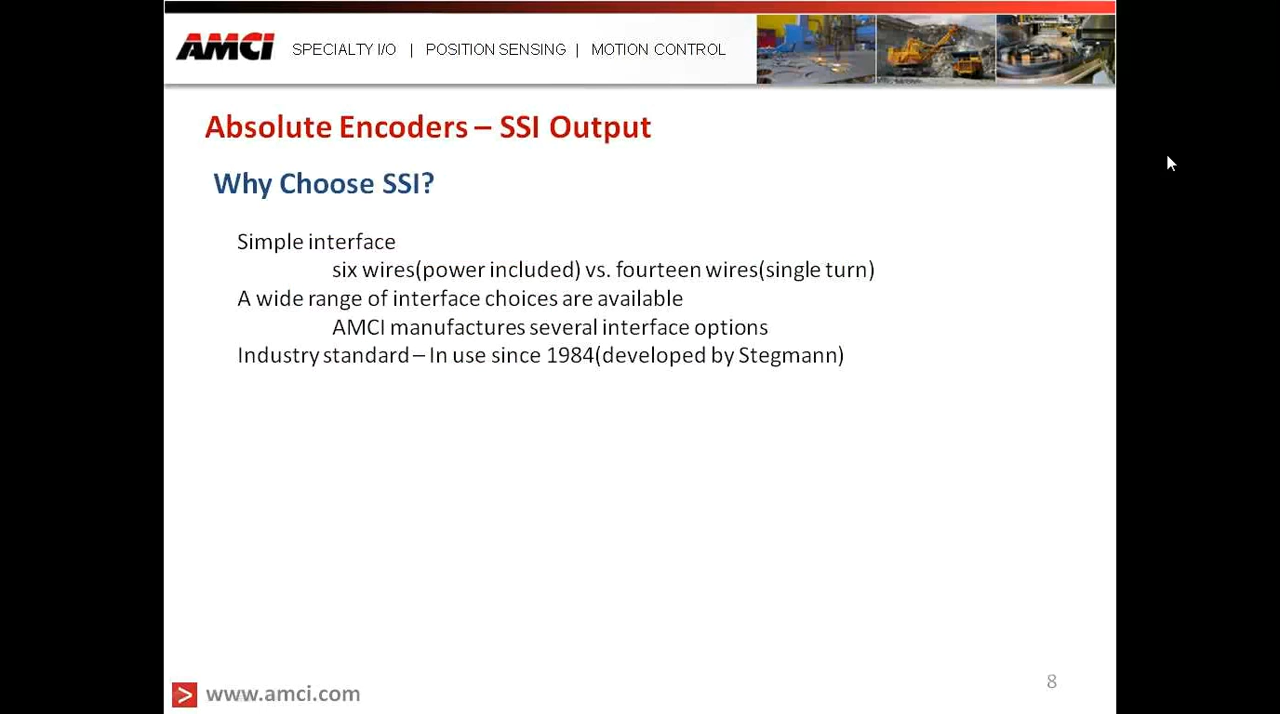 AMCI SPECIALTY I/O | POSITION SENSING | MOTION CONTROL
Absolute Encoders – SSI Output
Why Choose SSI?
Simple interface
six wires(power included) vs. fourteen wires(single turn)
A wide range of interface choices are available
AMCI manufactures several interface options
Industry standard – In use since 1984(developed by Stegmann)
> www.amci.com
8